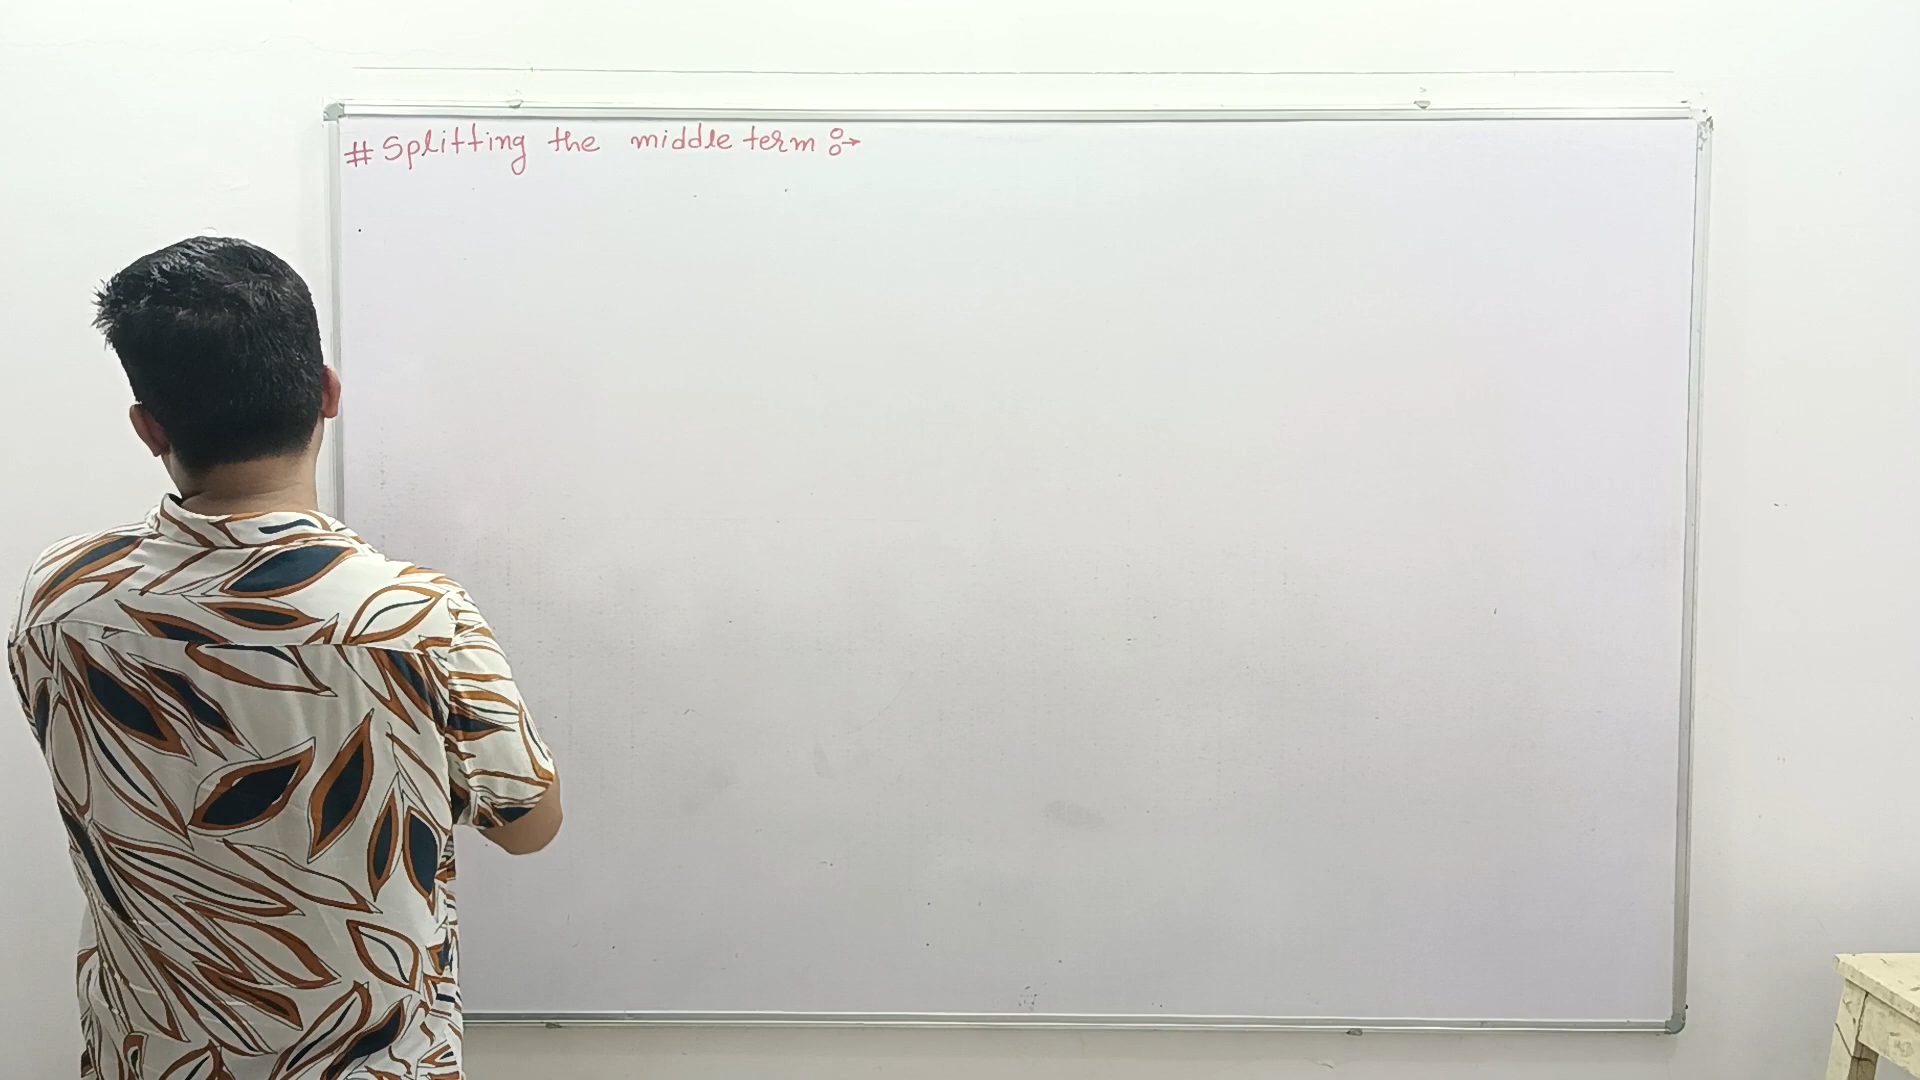 # Splitting the middle term :→